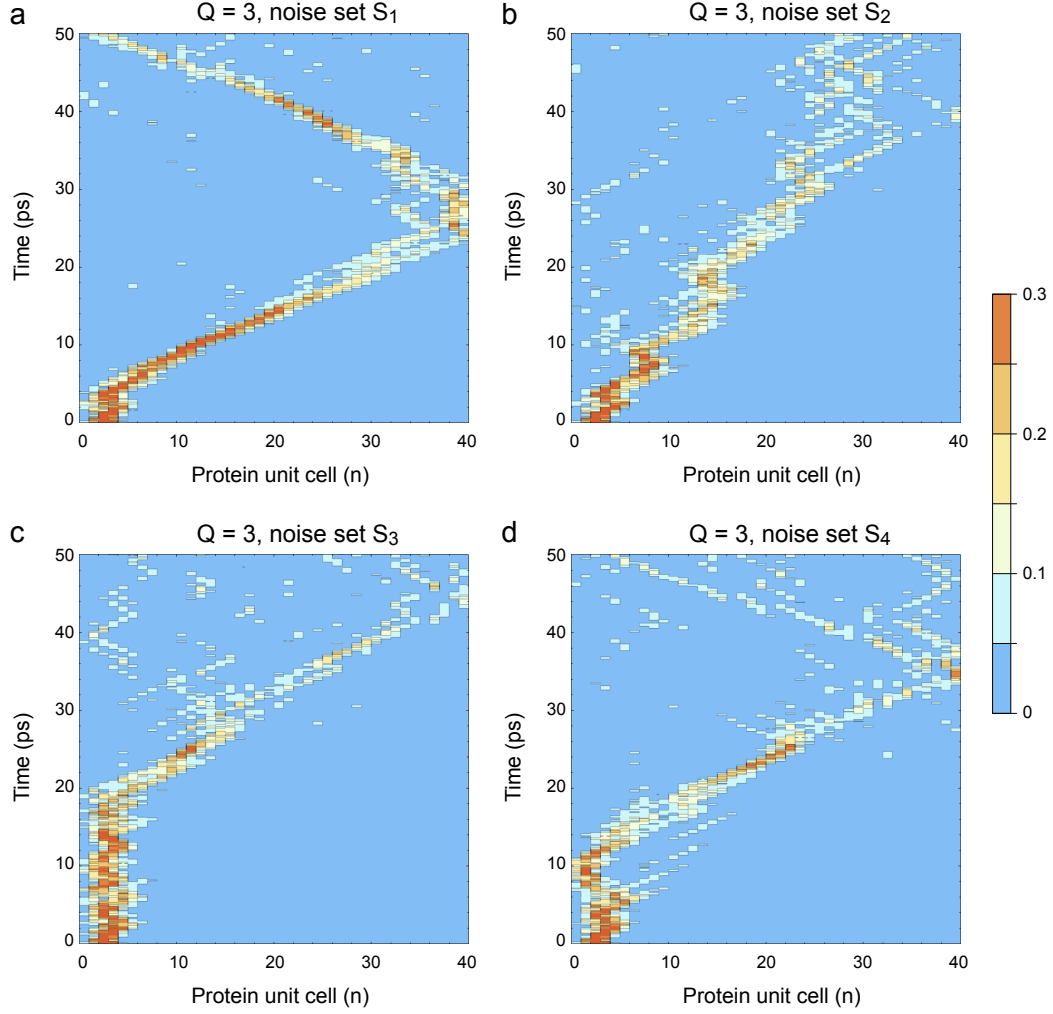 a
Q = 3, noise set S₁
50
40
30
20
10
0
Time (ps)
0 10 20 30 40
Protein unit cell (n)
b
Q = 3, noise set S₂
50
40
30
20
10
0
Time (ps)
0 10 20 30 40
Protein unit cell (n)
c
Q = 3, noise set S₃
50
40
30
20
10
0
Time (ps)
0 10 20 30 40
Protein unit cell (n)
d
Q = 3, noise set S₄
50
40
30
20
10
0
Time (ps)
0 10 20 30 40
Protein unit cell (n)
0.3
0.2
0.1
0